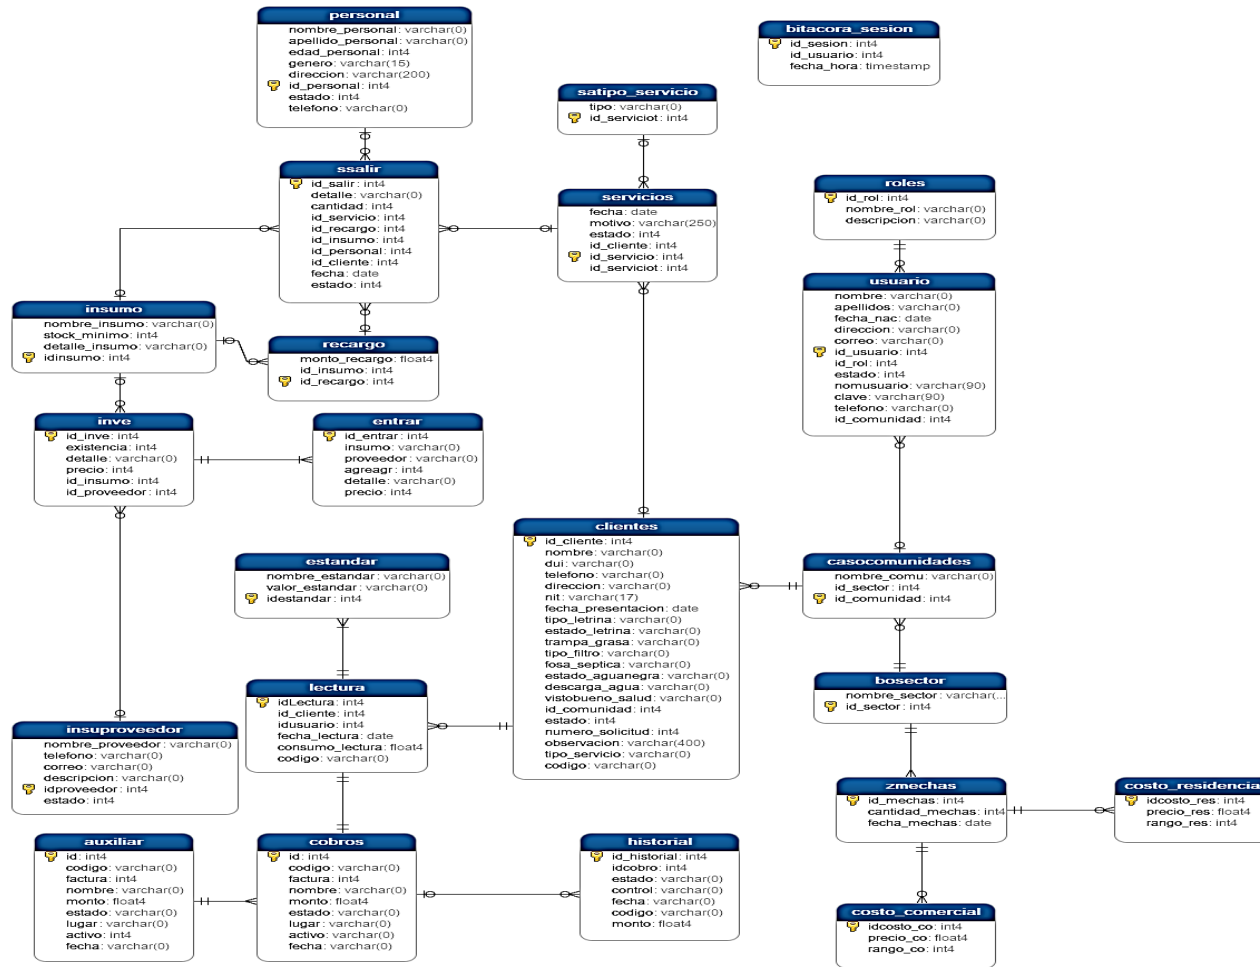 personal
nombre_personal: varchar(0)
apellido_personal: varchar(0)
edad_personal: int4
genero: varchar(15)
direccion: varchar(200)
id_personal: int4
estado: int4
telefono: varchar(0)
bitacora_sesion
id_sesion: int4
id_usuario: int4
fecha_hora: timestamp
satipo_servicio
tipo: varchar(0)
id_serviciot: int4
ssalir
id_salir: int4
detalle: varchar(0)
cantidad: int4
id_servicio: int4
id_recargo: int4
id_insumo: int4
id_personal: int4
id_cliente: int4
fecha: date
estado: int4
servicios
fecha: date
motivo: varchar(250)
estado: int4
id_cliente: int4
id_servicio: int4
id_serviciot: int4
roles
id_rol: int4
nombre_rol: varchar(0)
descripcion: varchar(0)
usuario
nombre: varchar(0)
apellidos: varchar(0)
fecha_nac: date
direccion: varchar(0)
correo: varchar(0)
id_usuario: int4
id_rol: int4
estado: int4
nomusuario: varchar(90)
clave: varchar(90)
telefono: varchar(0)
id_comunidad: int4
insumo
nombre_insumo: varchar(0)
stock_minimo: int4
detalle_insumo: varchar(0)
idinsumo: int4
recargo
monto_recargo: float4
id_insumo: int4
id_recargo: int4
inve
id_inve: int4
existencia: int4
detalle: varchar(0)
precio: int4
id_insumo: int4
id_proveedor: int4
entrar
id_entrar: int4
insumo: varchar(0)
proveedor: varchar(0)
agreagr: int4
detalle: varchar(0)
precio: int4
clientes
id_cliente: int4
nombre: varchar(0)
dui: varchar(0)
telefono: varchar(0)
direccion: varchar(0)
nit: varchar(17)
fecha_presentacion: date
tipo_letrina: varchar(0)
estado_letrina: varchar(0)
trampa_grasa: varchar(0)
tipo_filtro: varchar(0)
fosa_septica: varchar(0)
estado_aguanegra: varchar(0)
descarga_agua: varchar(0)
vistobueno_salud: varchar(0)
id_comunidad: int4
estado: int4
numero_solicitud: int4
observacion: varchar(400)
tipo_servicio: varchar(0)
codigo: varchar(0)
estandar
nombre_estandar: varchar(0)
valor_estandar: varchar(0)
idestandar: int4
casocomunidades
nombre_comu: varchar(0)
id_sector: int4
id_comunidad: int4
lectura
idLectura: int4
id_cliente: int4
idusuario: int4
fecha_lectura: date
consumo_lectura: float4
codigo: varchar(0)
bosector
nombre_sector: varchar(...
id_sector: int4
insuproveedor
nombre_proveedor: varchar(0)
telefono: varchar(0)
correo: varchar(0)
descripcion: varchar(0)
idproveedor: int4
estado: int4
zmechas
id_mechas: int4
cantidad_mechas: int4
fecha_mechas: date
costo_residencia
idcosto_res: int4
precio_res: float4
rango_res: int4
auxiliar
id: int4
codigo: varchar(0)
factura: int4
nombre: varchar(0)
monto: float4
estado: varchar(0)
lugar: varchar(0)
activo: int4
fecha: varchar(0)
cobros
id: int4
codigo: varchar(0)
factura: int4
nombre: varchar(0)
monto: float4
estado: varchar(0)
lugar: varchar(0)
activo: varchar(0)
fecha: varchar(0)
historial
id_historial: int4
idcobro: int4
estado: varchar(0)
control: varchar(0)
fecha: varchar(0)
codigo: varchar(0)
monto: float4
costo_comercial
idcosto_co: int4
precio_co: float4
rango_co: int4